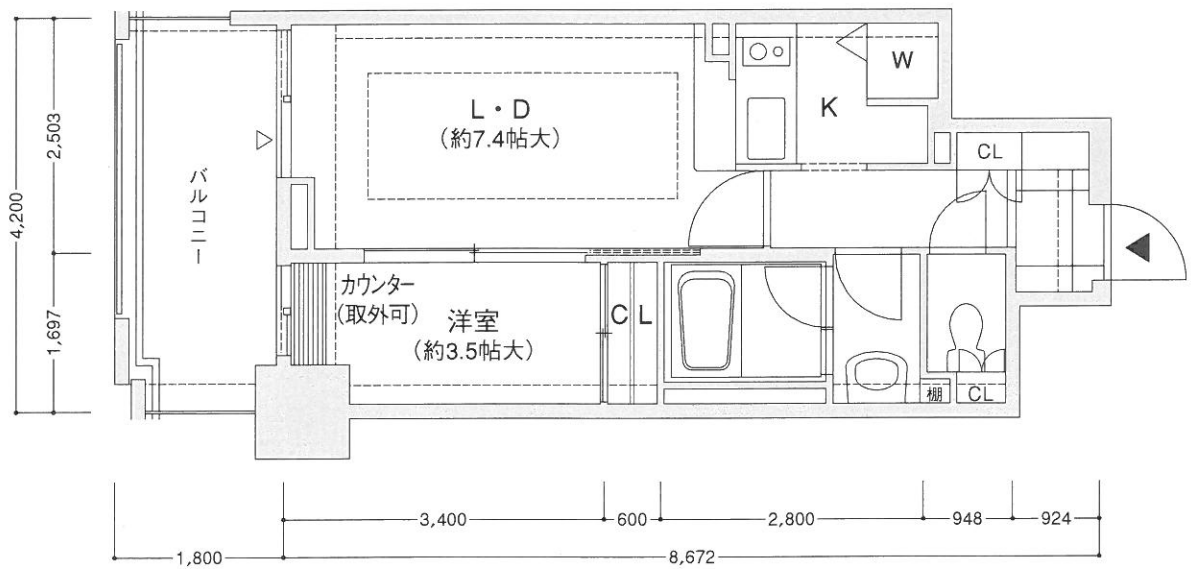 L・D
(約7.4帖大)
K
W
CL
バルコニー
カウンター
(取外可)
洋室
(約3.5帖大)
CL
棚
CL
4,200
2,503
1,697
3,400
600
2,800
948
924
1,800
8,672